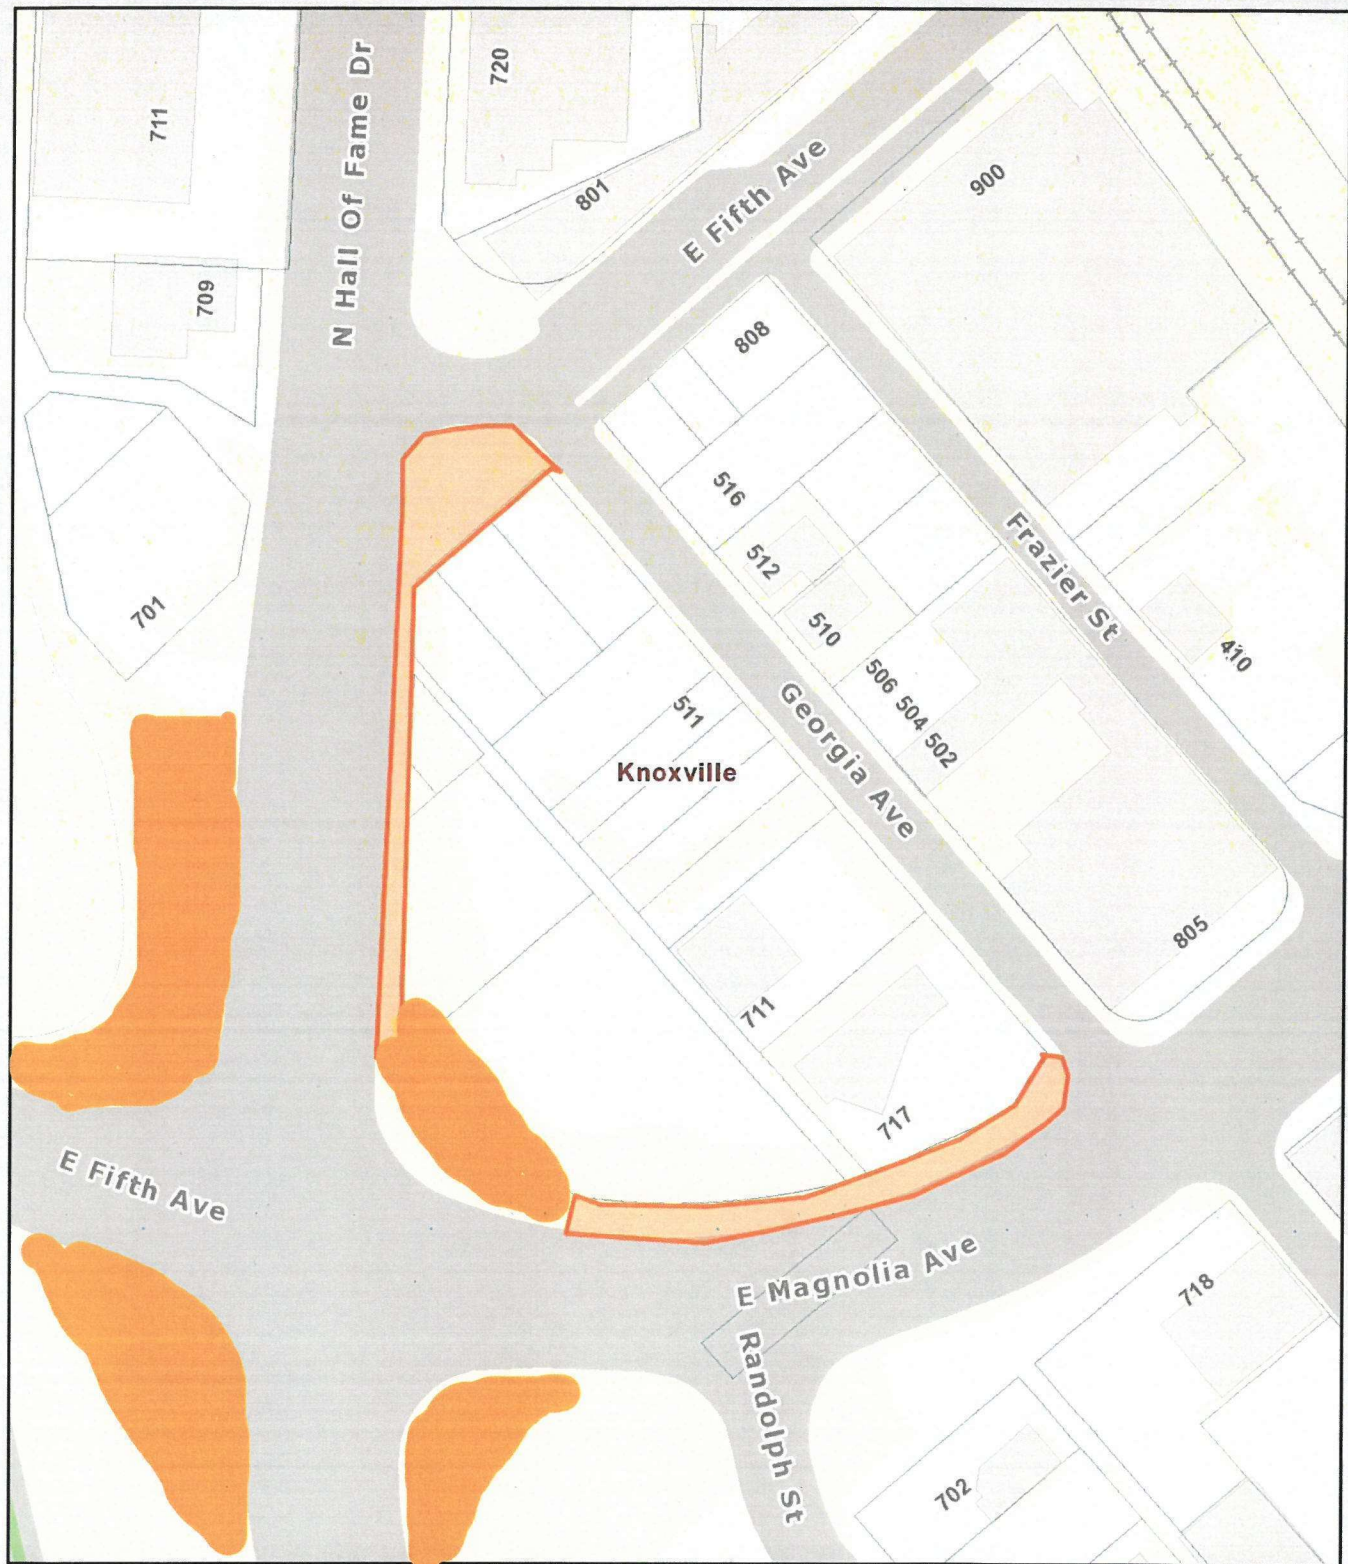 N Hall Of Fame Dr
720
711
801
E Fifth Ave
900
709
808
516
Frazier St
512
701
510
410
506
504
502
511
Georgia Ave
Knoxville
805
711
717
E Fifth Ave
E Magnolia Ave
718
Randolph St
702